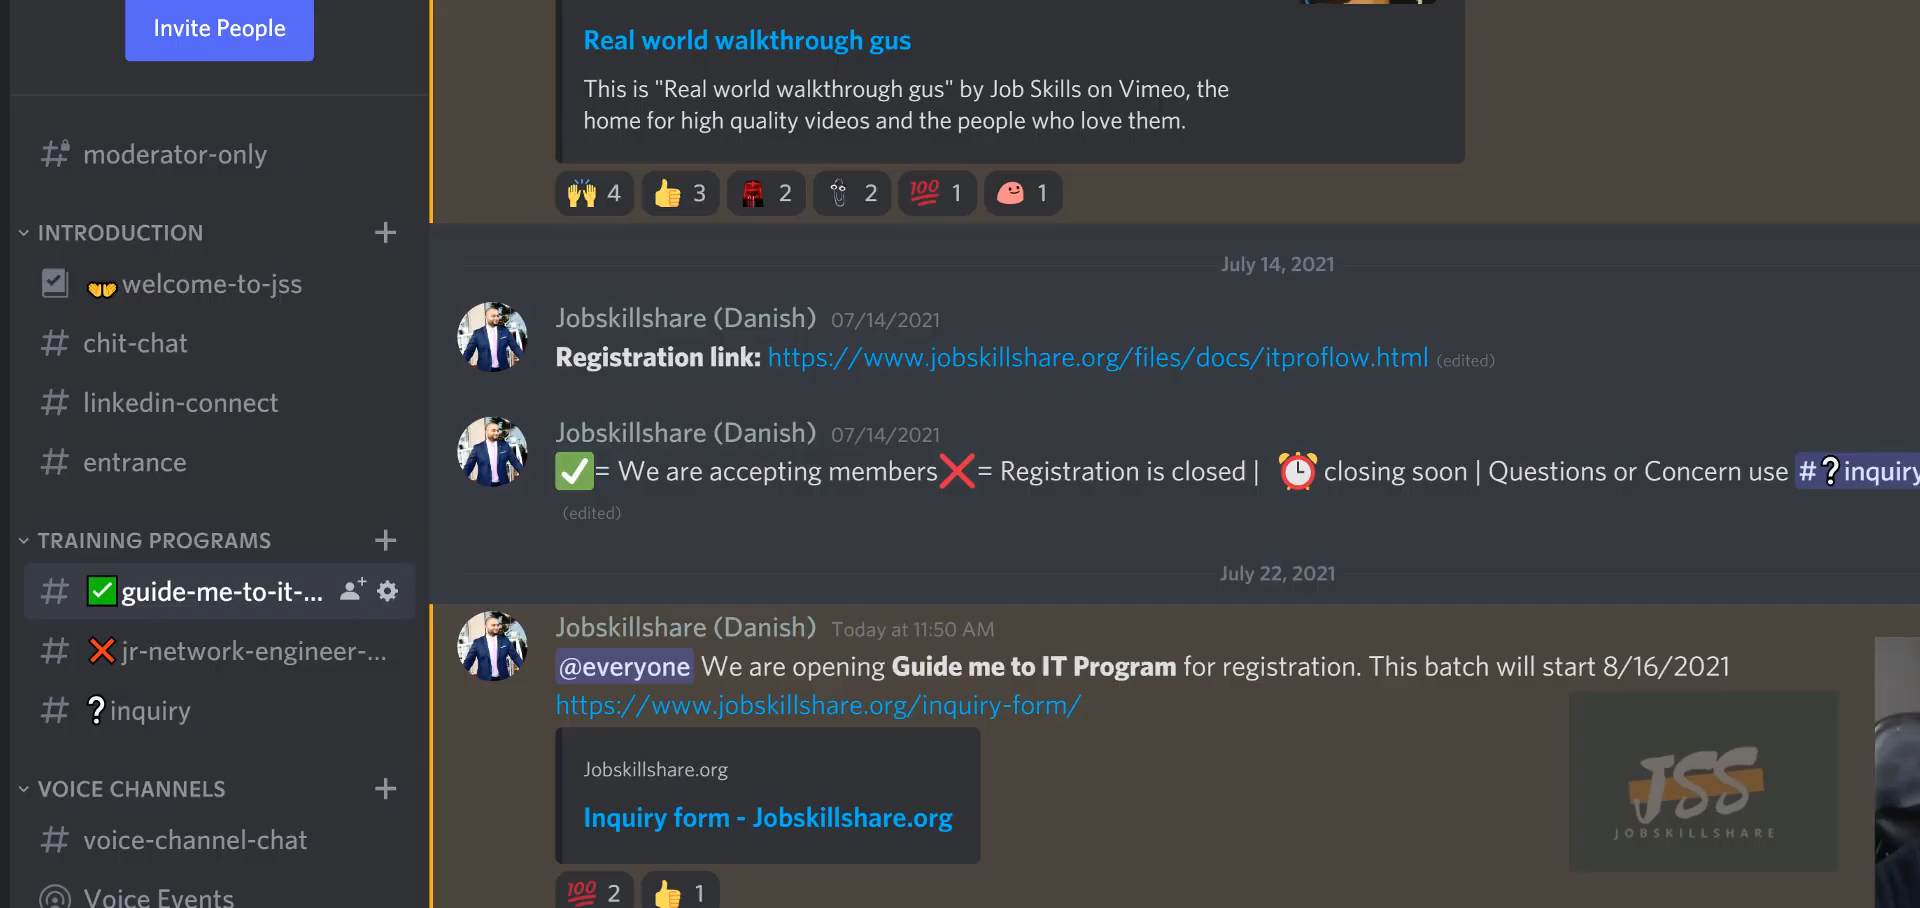 Invite People
moderator-only
INTRODUCTION
welcome-to-jss
chit-chat
linkedin-connect
entrance
TRAINING PROGRAMS
guide-me-to-it-...
jr-network-engineer-...
inquiry
VOICE CHANNELS
voice-channel-chat
Voice Events
Real world walkthrough gus
This is "Real world walkthrough gus" by Job Skills on Vimeo, the
home for high quality videos and the people who love them.
4 3 2 2 100 1 1
July 14, 2021
Jobskillshare (Danish) 07/14/2021
Registration link: https://www.jobskillshare.org/files/docs/itproflow.html (edited)
Jobskillshare (Danish) 07/14/2021
✅= We are accepting members❌= Registration is closed | ⏰ closing soon | Questions or Concern use #❔inquiry
(edited)
July 22, 2021
Jobskillshare (Danish) Today at 11:50 AM
@everyone We are opening Guide me to IT Program for registration. This batch will start 8/16/2021
https://www.jobskillshare.org/inquiry-form/
Jobskillshare.org
Inquiry form - Jobskillshare.org
100 2 1
JSS
JOBSKILLSHARE